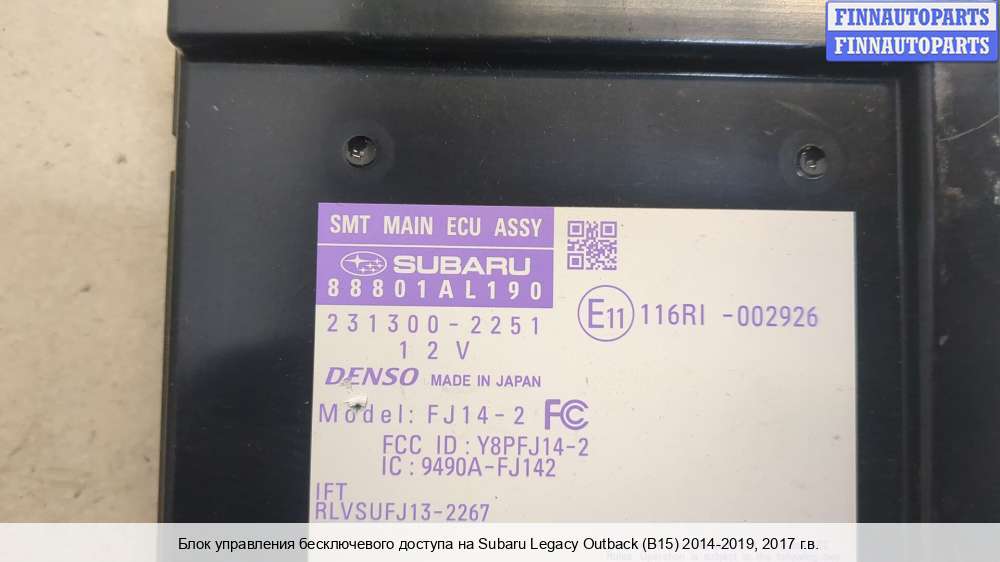 FINNAUTOPARTS
FINNAUTOPARTS
SMT MAIN ECU ASSY
SUBARU
88801AL190
231300-2251
12V
DENSO MADE IN JAPAN
E11 116RI -002926
Model: FJ14-2 FC
FCC ID : Y8PFJ14-2
IC : 9490A-FJ142
IFT
RLVSUFJ13-2267
Блок управления бесключевого доступа на Subaru Legacy Outback (B15) 2014-2019, 2017 г.в.